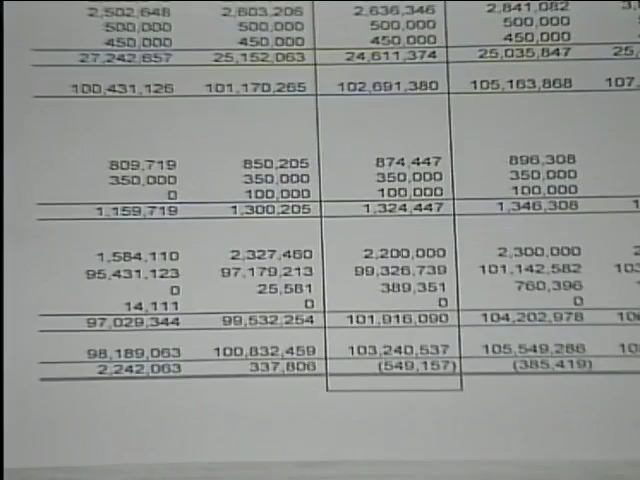 2,502,648 2,603,206 2,636,346 2,841,082
500,000 500,000 500,000 500,000
450,000 450,000 450,000 450,000
27,242,657 25,152,063 24,611,374 25,035,847 25,
100,431,126 101,170,265 102,691,380 105,163,868 107,
809,719 850,205 874,447 896,308
350,000 350,000 350,000 350,000
0 100,000 100,000 100,000
1,159,719 1,300,205 1,324,447 1,346,308 1
1,584,110 2,327,460 2,200,000 2,300,000 2
95,431,123 97,179,213 99,326,739 101,142,582 103
0 25,581 389,351 760,396
14,111 0 0 0
97,029,344 99,532,254 101,916,090 104,202,978 106
98,189,063 100,832,459 103,240,537 105,549,286 10
2,242,063 337,806 (549,157) (385,419)